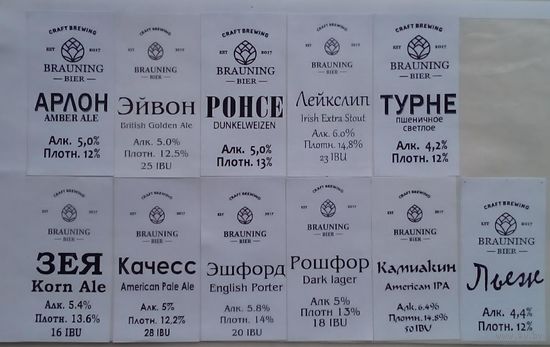 CRAFT BREWING
EST 2017
BRAUNING
BIER
АРЛОН
AMBER ALE
Алк. 5,0%
Плотн. 12%
CRAFT BREWING
EST 2017
BRAUNING
BIER
Эйвон
British Golden Ale
Алк. 5.0%
Плотн. 12,5%
25 IBU
CRAFT BREWING
EST 2017
BRAUNING
BIER
РОНСЕ
DUNKELWEIZEN
Алк. 5,0%
Плотн. 13%
CRAFT BREWING
EST 2017
BRAUNING
BIER
Лейкслип
Irish Extra Stout
Алк. 6.0%
Плотн. 14,8%
23 IBU
CRAFT BREWING
EST 2017
BRAUNING
BIER
ТУРНЕ
пшеничное
светлое
Алк. 4,2%
Плотн. 12%
CRAFT BREWING
EST 2017
BRAUNING
BIER
ЗЕЯ
Korn Ale
Алк. 5.4%
Плотн. 13.6%
16 IBU
CRAFT BREWING
EST 2017
BRAUNING
BIER
Качесс
American Pale Ale
Алк. 5%
Плотн. 12,2%
28 IBU
CRAFT BREWING
EST 2017
BRAUNING
BIER
Эшфорд
English Porter
Алк. 5.8%
Плотн. 14%
20 IBU
CRAFT BREWING
EST 2017
BRAUNING
BIER
Рошфор
Dark lager
Алк 5%
Плотн 13%
18 IBU
CRAFT BREWING
EST 2017
BRAUNING
BIER
Камиакин
American IPA
Алк. 6.4%
Плотн. 14.8%
50 IBU
CRAFT BREWING
EST 2017
BRAUNING
BIER
Льеж
Алк. 4,4%
Плотн. 12%